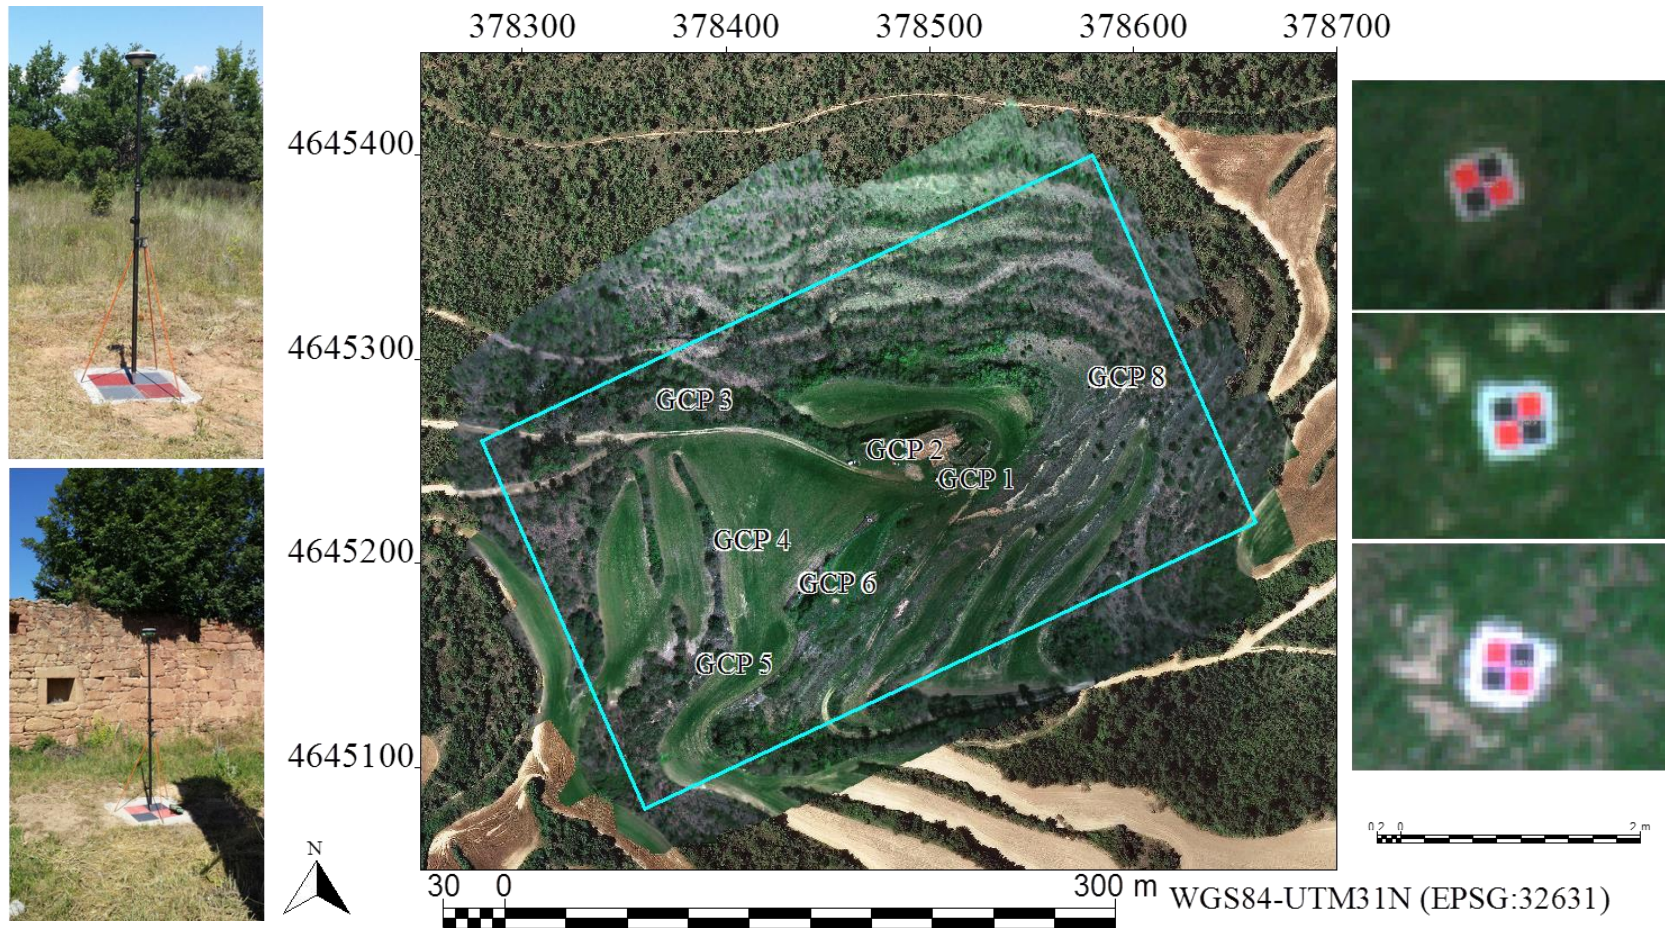 378300 378400 378500 378600 378700
4645400
4645300
4645200
4645100
GCP 8
GCP 3
GCP 2
GCP 1
GCP 4
GCP 6
GCP 5
N
30 0 300 m
WGS84-UTM31N (EPSG:32631)
0.2 0 2 m